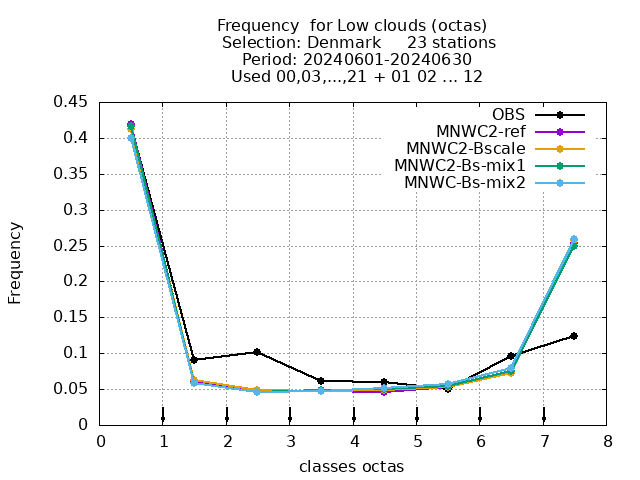 Frequency  for Low clouds (octas)
Selection: Denmark     23 stations
Period: 20240601-20240630
Used 00,03,...,21 + 01 02 ... 12
0.45
0.4
0.35
0.3
0.25
0.2
0.15
0.1
0.05
0
Frequency
OBS
MNWC2-ref
MNWC2-Bscale
MNWC2-Bs-mix1
MNWC-Bs-mix2
0 1 2 3 4 5 6 7 8
classes octas